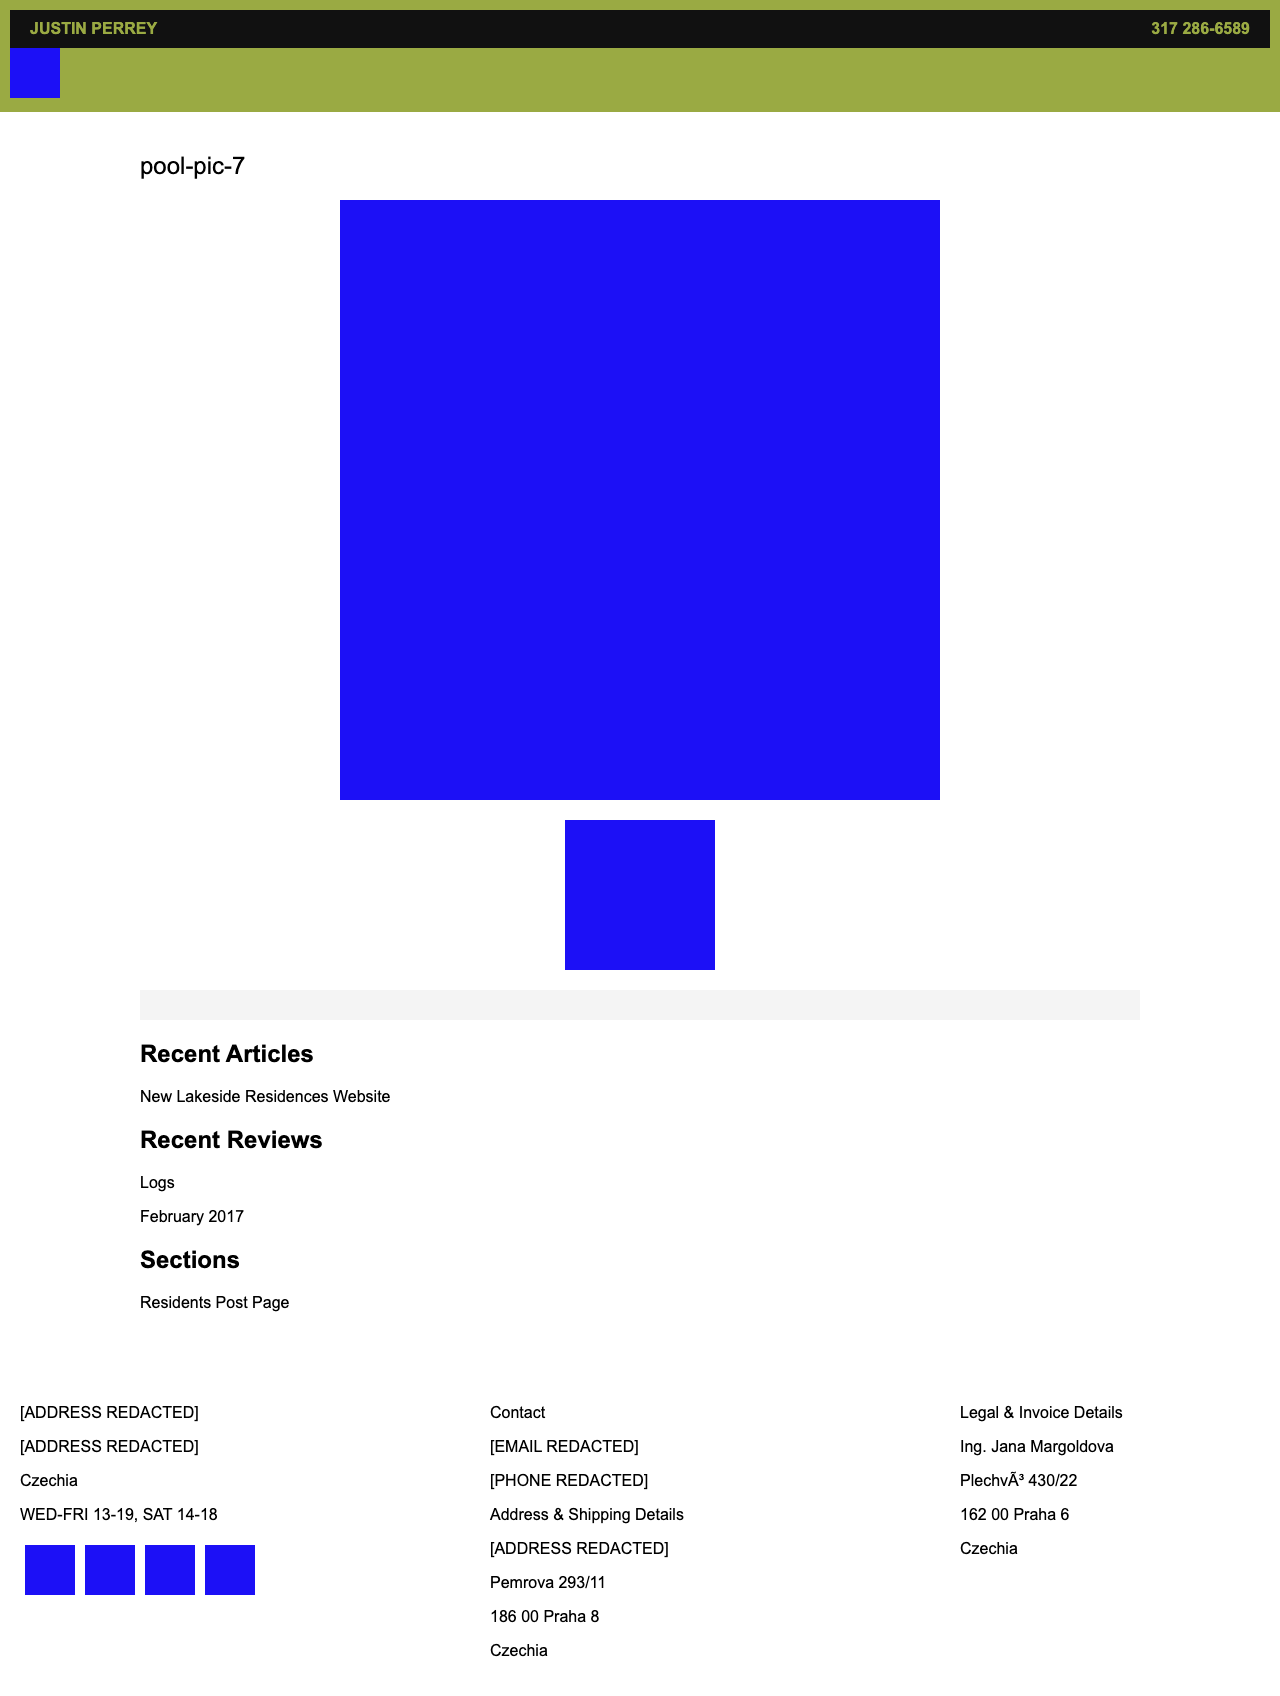 JUSTIN PERREY
317 286-6589
pool-pic-7
Recent Articles
New Lakeside Residences Website
Recent Reviews
Logs
February 2017
Sections
Residents Post Page
[ADDRESS REDACTED]
[ADDRESS REDACTED]
Czechia
WED-FRI 13-19, SAT 14-18
Contact
[EMAIL REDACTED]
[PHONE REDACTED]
Address & Shipping Details
[ADDRESS REDACTED]
Pemrova 293/11
186 00 Praha 8
Czechia
Legal & Invoice Details
Ing. Jana Margoldova
PlechvÃ³ 430/22
162 00 Praha 6
Czechia